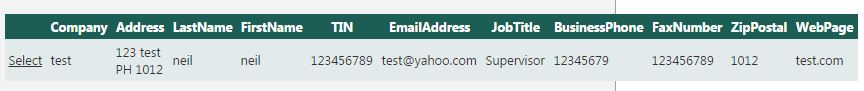 Company Address LastName FirstName TIN EmailAddress JobTitle BusinessPhone FaxNumber ZipPostal WebPage
Select test 123 test PH 1012 neil neil 123456789 test@yahoo.com Supervisor 12345679 123456789 1012 test.com